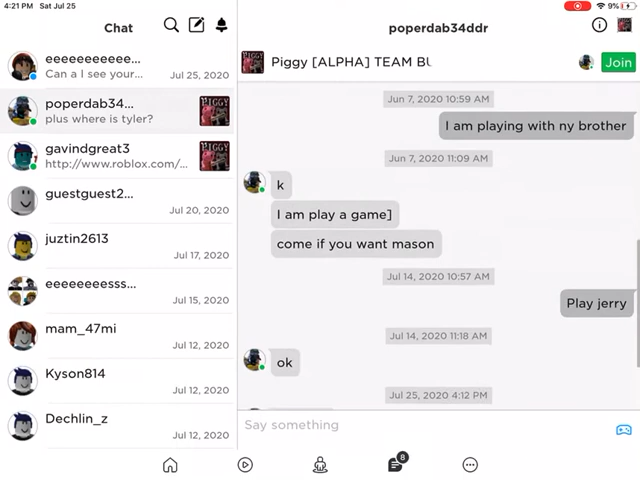 4:21 PM Sat Jul 25
9%
Chat
eeeeeeeeeee...
Can a I see your...
Jul 25, 2020
poperdab34...
plus where is tyler?
PIGGY
gavindgreat3
http://www.roblox.com/...
PIGGY
guestguest2...
Jul 20, 2020
juztin2613
Jul 17, 2020
eeeeeeesss...
Jul 15, 2020
mam_47mi
Jul 12, 2020
Kyson814
Jul 12, 2020
Dechlin_z
Jul 12, 2020
poperdab34ddr
Piggy [ALPHA] TEAM BU
Join
Jun 7, 2020 10:59 AM
I am playing with ny brother
Jun 7, 2020 11:09 AM
k
I am play a game]
come if you want mason
Jul 14, 2020 10:57 AM
Play jerry
Jul 14, 2020 11:18 AM
ok
Jul 25, 2020 4:12 PM
Say something
8